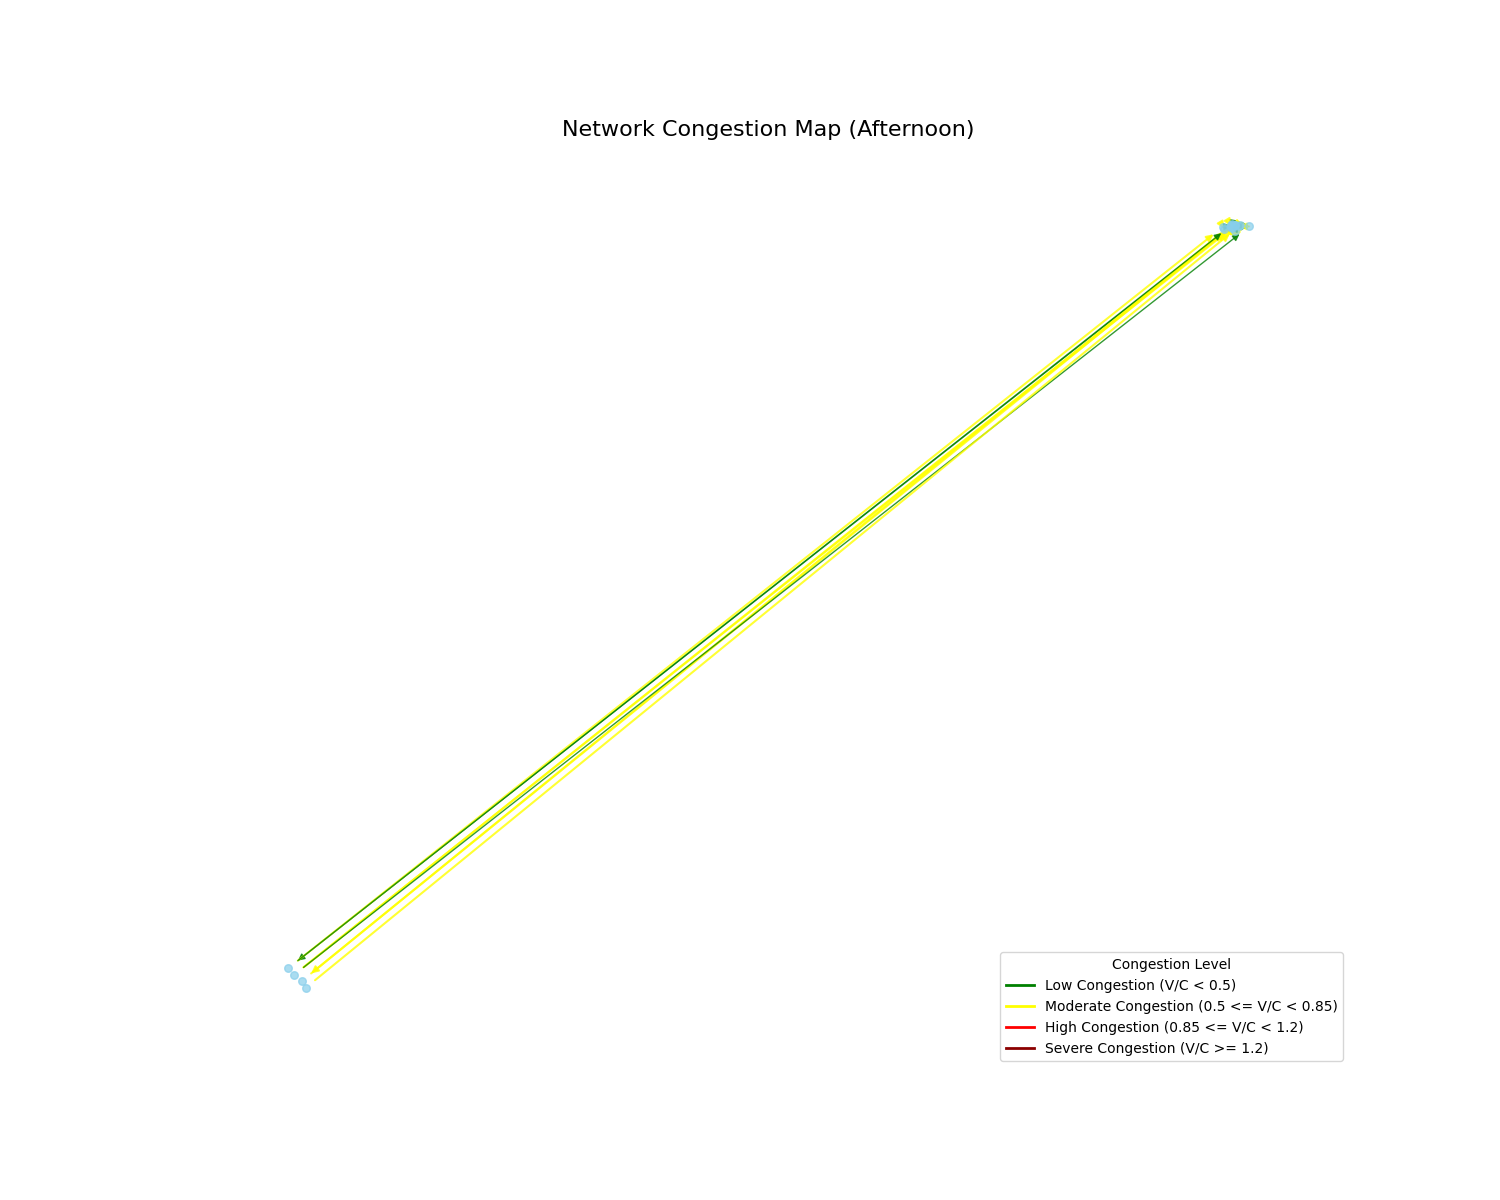 Network Congestion Map (Afternoon)
Congestion Level
Low Congestion (V/C < 0.5)
Moderate Congestion (0.5 <= V/C < 0.85)
High Congestion (0.85 <= V/C < 1.2)
Severe Congestion (V/C >= 1.2)